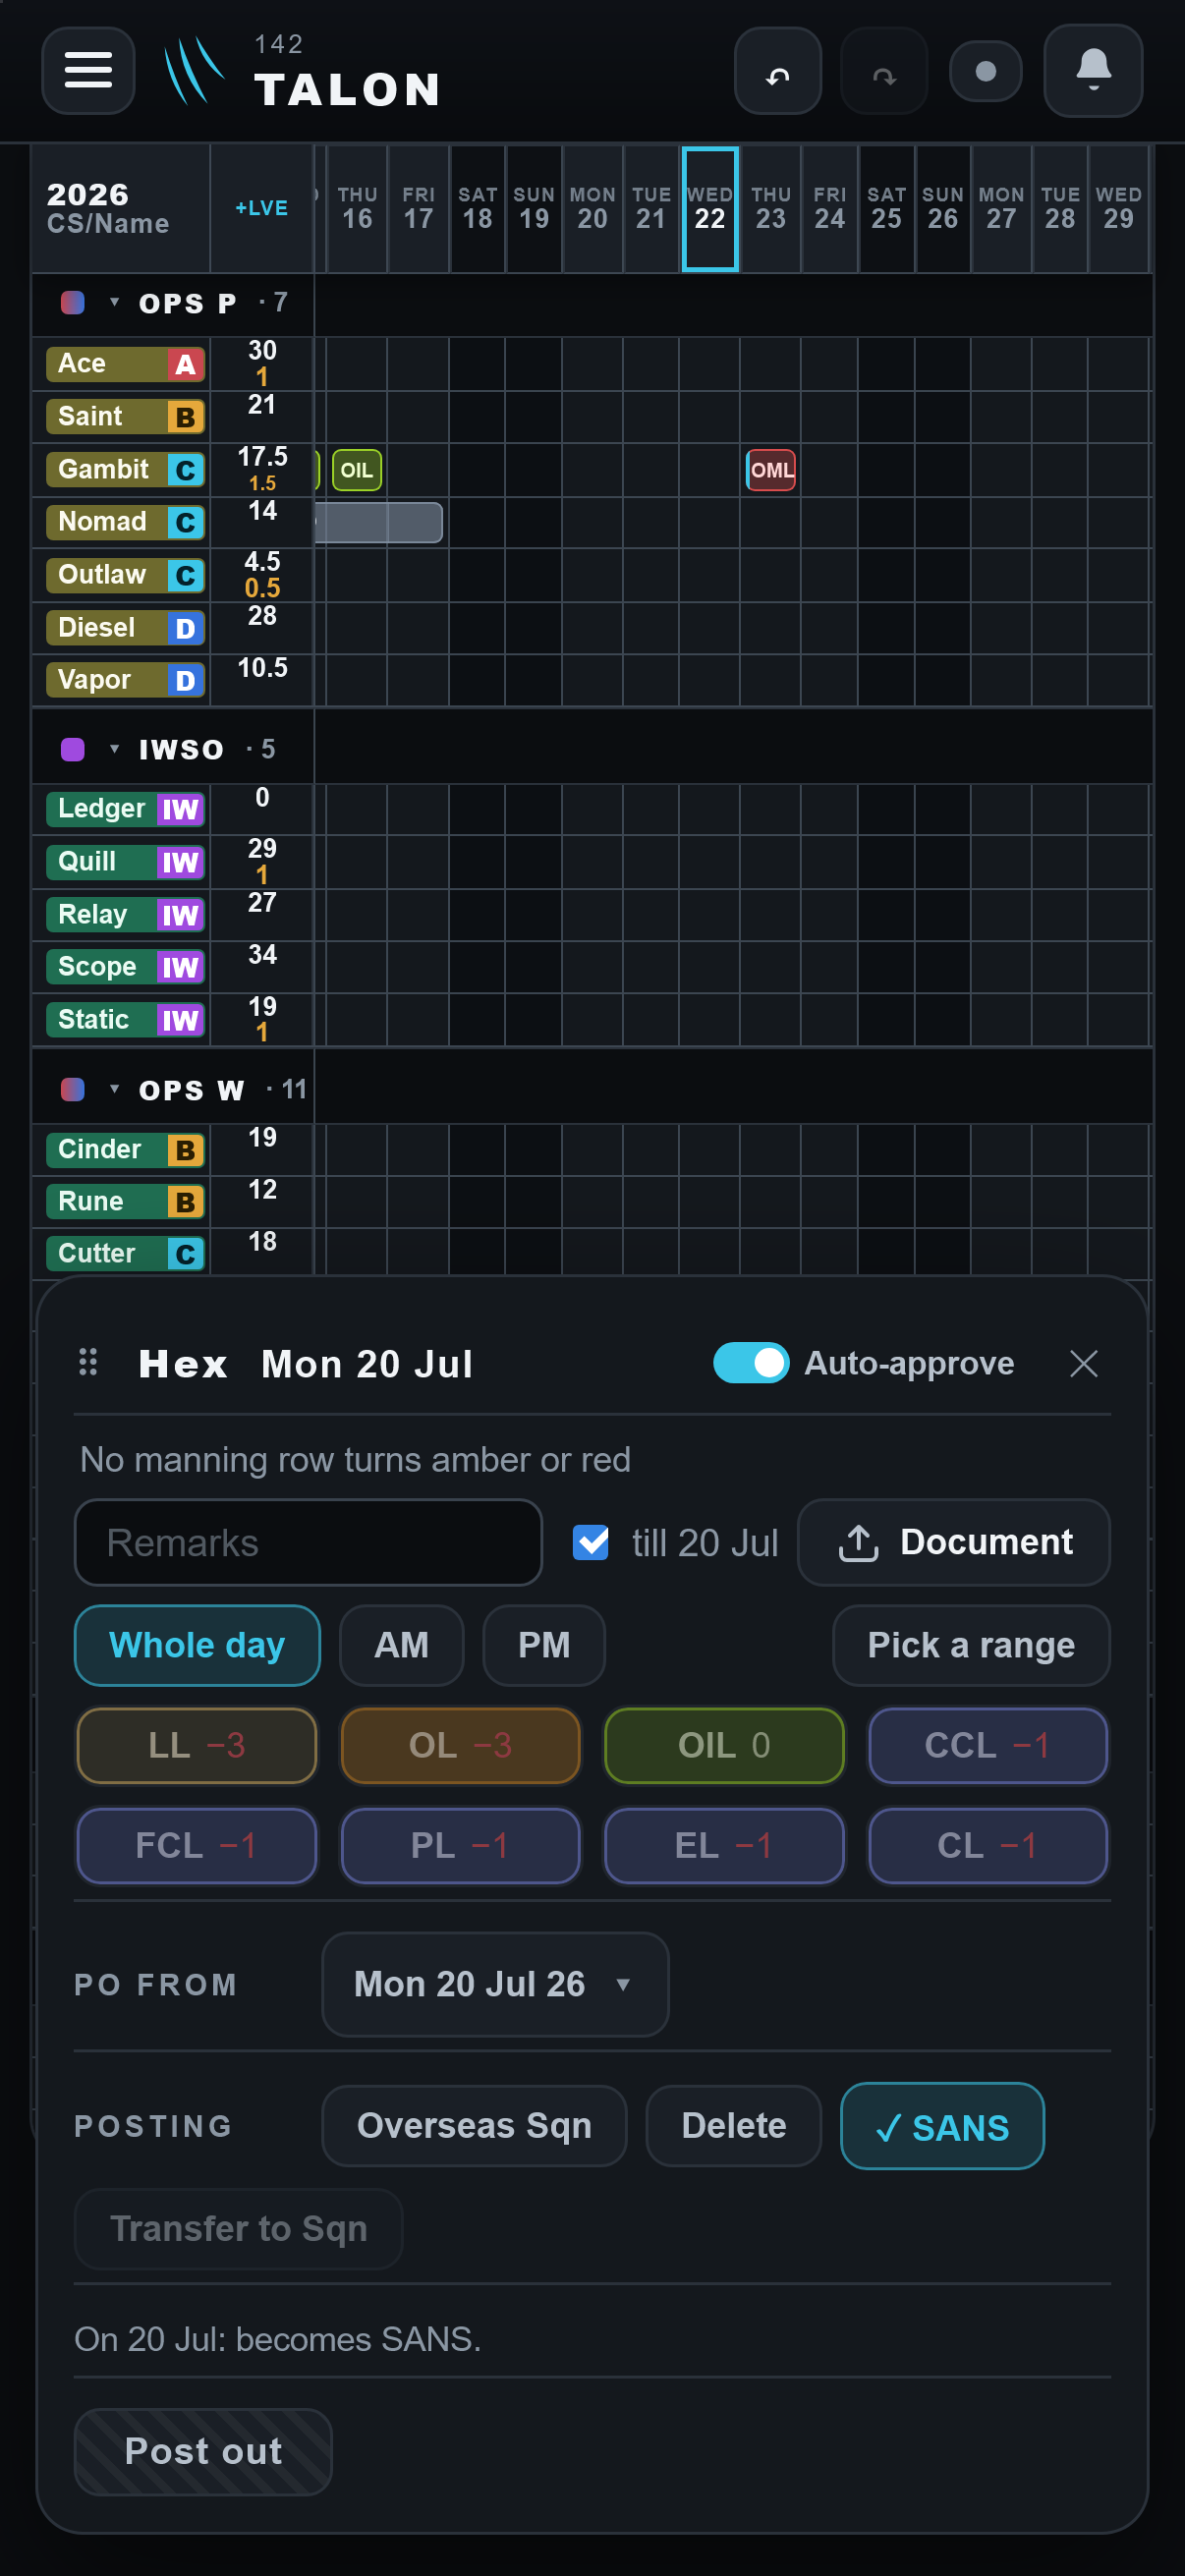 142
TALON
2026
CS/Name
+LVE
THU 16 FRI 17 SAT 18 SUN 19 MON 20 TUE 21 WED 22 THU 23 FRI 24 SAT 25 SUN 26 MON 27 TUE 28 WED 29
OPS P · 7
Ace A 30 1
Saint B 21
Gambit C 17.5 1.5 OIL OML
Nomad C 14
Outlaw C 4.5 0.5
Diesel D 28
Vapor D 10.5
IWSO · 5
Ledger IW 0
Quill IW 29 1
Relay IW 27
Scope IW 34
Static IW 19 1
OPS W · 11
Cinder B 19
Rune B 12
Cutter C 18
Hex Mon 20 Jul Auto-approve
No manning row turns amber or red
Remarks till 20 Jul Document
Whole day AM PM Pick a range
LL −3 OL −3 OIL 0 CCL −1
FCL −1 PL −1 EL −1 CL −1
PO FROM Mon 20 Jul 26
POSTING Overseas Sqn Delete ✓ SANS
Transfer to Sqn
On 20 Jul: becomes SANS.
Post out